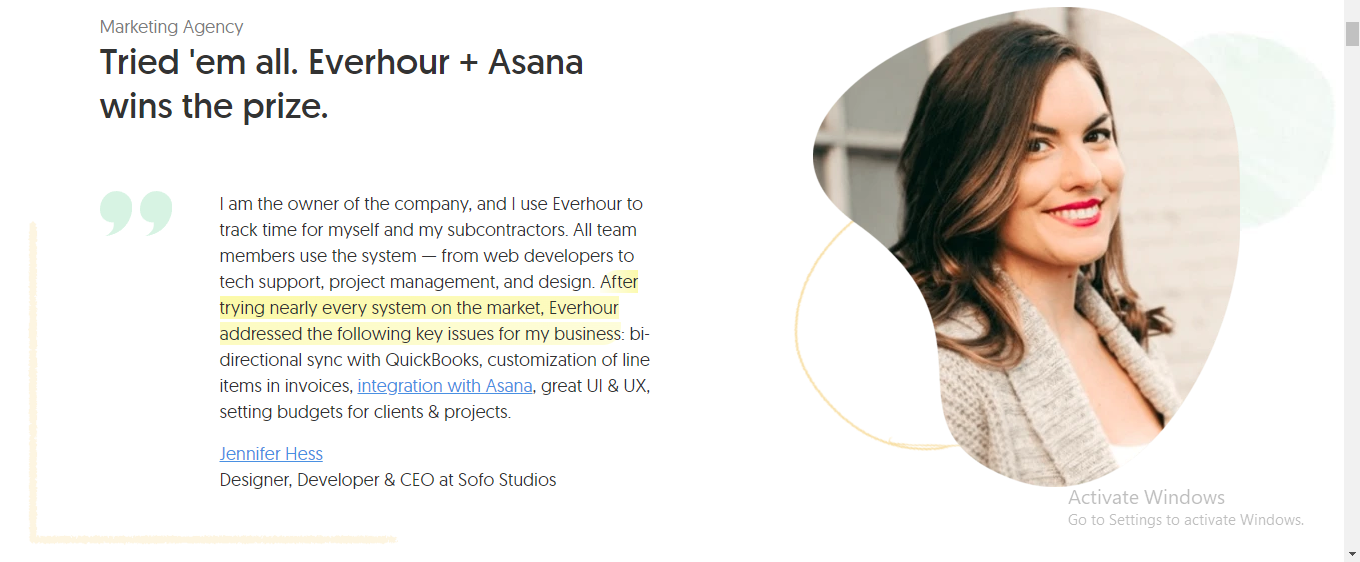 Marketing Agency
Tried 'em all. Everhour + Asana
wins the prize.
I am the owner of the company, and I use Everhour to
track time for myself and my subcontractors. All team
members use the system — from web developers to
tech support, project management, and design. After
trying nearly every system on the market, Everhour
addressed the following key issues for my business: bi-
directional sync with QuickBooks, customization of line
items in invoices, integration with Asana, great UI & UX,
setting budgets for clients & projects.
Jennifer Hess
Designer, Developer & CEO at Sofo Studios
Activate Windows
Go to Settings to activate Windows.